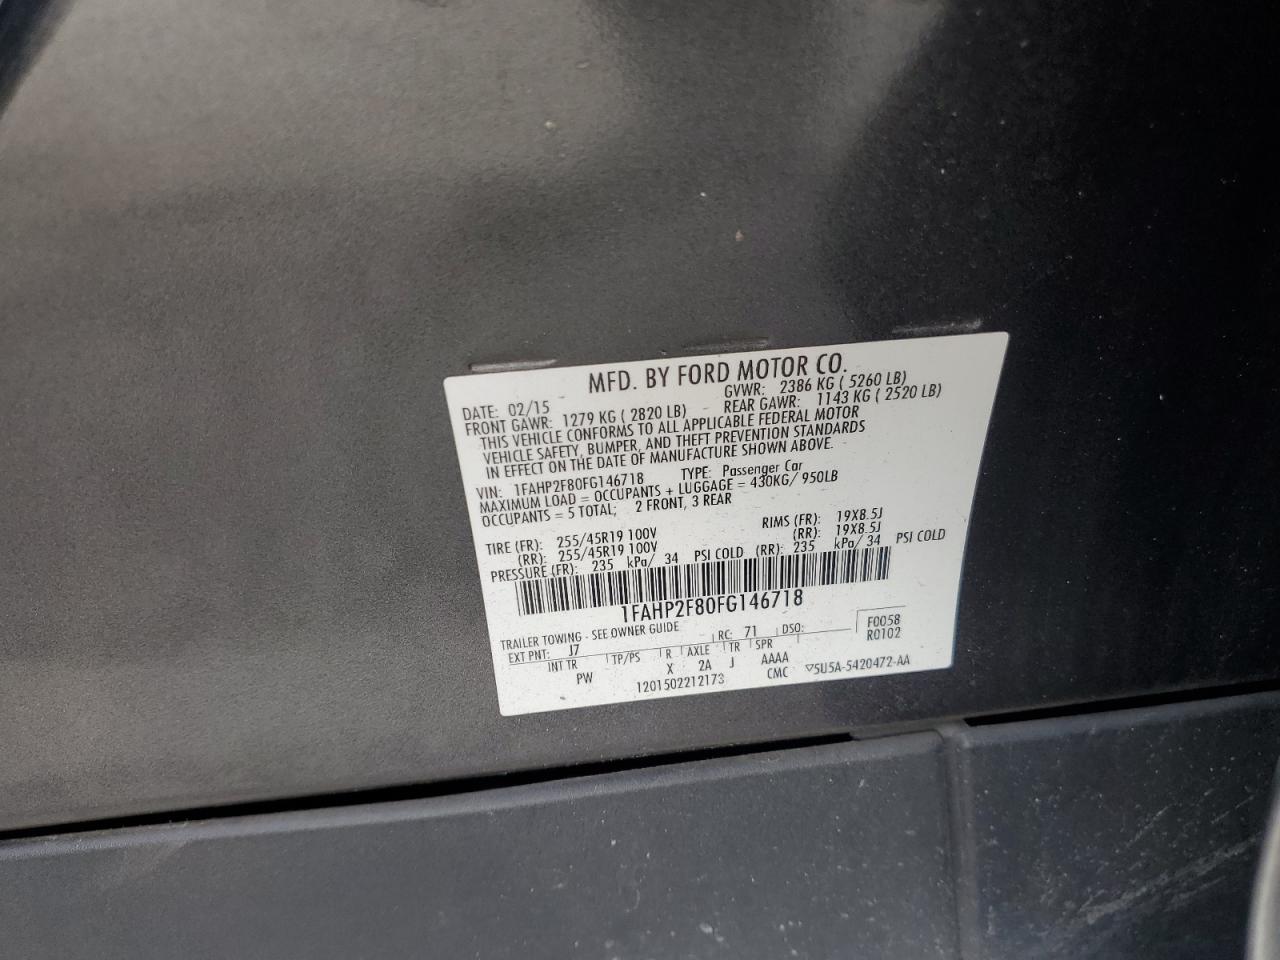 MFD. BY FORD MOTOR CO.
DATE: 02/15 GVWR: 2386 KG ( 5260 LB)
FRONT GAWR: 1279 KG ( 2820 LB) REAR GAWR: 1143 KG ( 2520 LB)
THIS VEHICLE CONFORMS TO ALL APPLICABLE FEDERAL MOTOR
VEHICLE SAFETY, BUMPER, AND THEFT PREVENTION STANDARDS
IN EFFECT ON THE DATE OF MANUFACTURE SHOWN ABOVE.
VIN: 1FAHP2F80FG146718 TYPE: Passenger Car
MAXIMUM LOAD = OCCUPANTS + LUGGAGE = 430KG/ 950LB
OCCUPANTS = 5 TOTAL; 2 FRONT, 3 REAR
TIRE (FR): 255/45R19 100V RIMS (FR): 19X8.5J
(RR): 255/45R19 100V (RR): 19X8.5J
PRESSURE (FR): 235 kPa/ 34 PSI COLD (RR): 235 kPa/ 34 PSI COLD
1FAHP2F80FG146718
TRAILER TOWING - SEE OWNER GUIDE
EXT PNT: J7 RC: 71 DSO: F0058
R0102
INT TR TP/PS R AXLE TR SPR
PW X 2A J AAAA
1201502212173 CMC ▽5U5A-5420472-AA